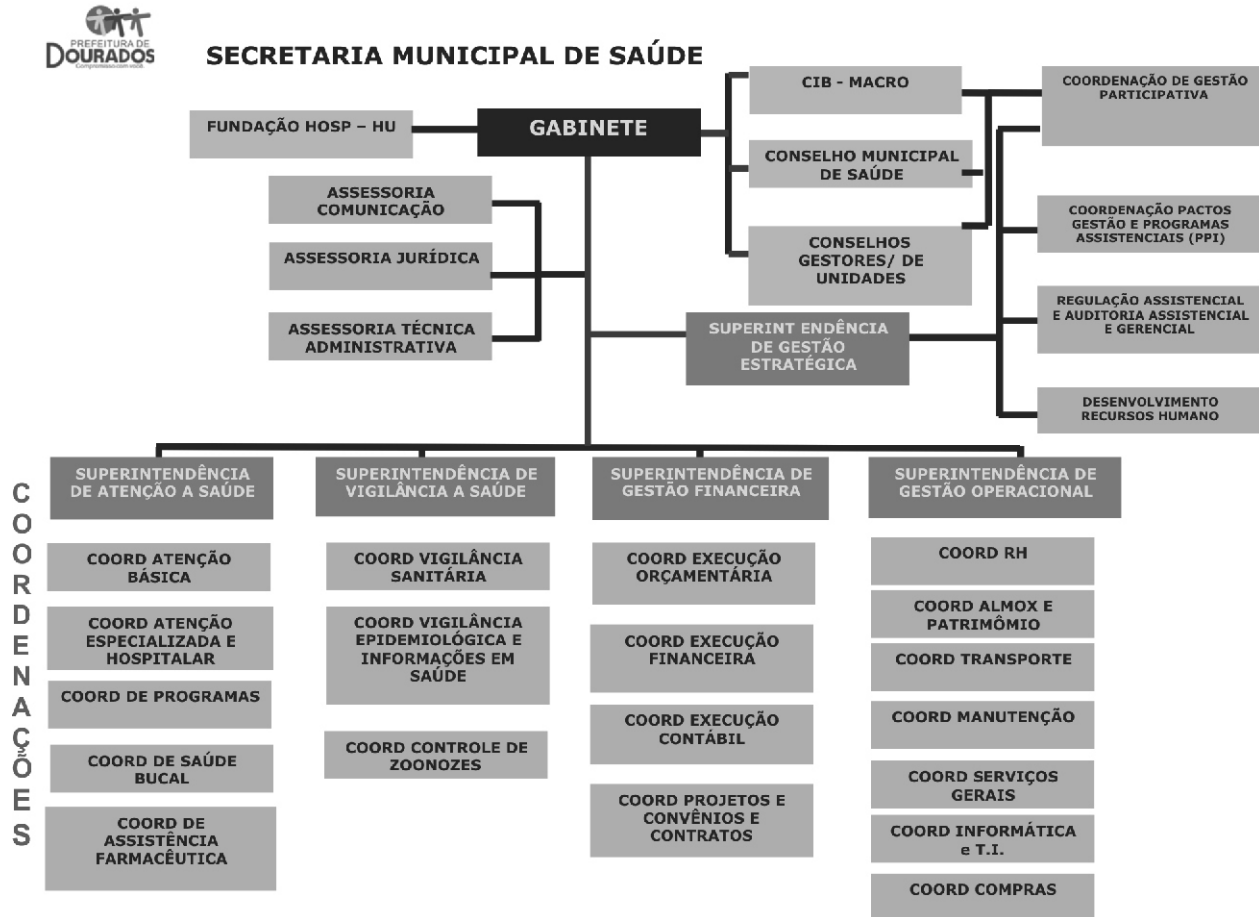 PREFEITURA DE
DOURADOS
Compromisso com você.
SECRETARIA MUNICIPAL DE SAÚDE
FUNDAÇÃO HOSP – HU
GABINETE
CIB - MACRO
COORDENAÇÃO DE GESTÃO
PARTICIPATIVA
CONSELHO MUNICIPAL
DE SAÚDE
ASSESSORIA
COMUNICAÇÃO
COORDENAÇÃO PACTOS
GESTÃO E PROGRAMAS
ASSISTENCIAIS (PPI)
ASSESSORIA JURÍDICA
CONSELHOS
GESTORES/ DE
UNIDADES
REGULAÇÃO ASSISTENCIAL
E AUDITORIA ASSISTENCIAL
E GERENCIAL
ASSESSORIA TÉCNICA
ADMINISTRATIVA
SUPERINT ENDÊNCIA
DE GESTÃO
ESTRATÉGICA
DESENVOLVIMENTO
RECURSOS HUMANO
COORDENAÇÕES
SUPERINTENDÊNCIA
DE ATENÇÃO A SAÚDE
COORD ATENÇÃO
BÁSICA
COORD ATENÇÃO
ESPECIALIZADA E
HOSPITALAR
COORD DE PROGRAMAS
COORD DE SAÚDE
BUCAL
COORD DE
ASSISTÊNCIA
FARMACÊUTICA
SUPERINTENDÊNCIA DE
VIGILÂNCIA A SAÚDE
COORD VIGILÂNCIA
SANITÁRIA
COORD VIGILÂNCIA
EPIDEMIOLÓGICA E
INFORMAÇÕES EM
SAÚDE
COORD CONTROLE DE
ZOONOZES
SUPERINTENDÊNCIA DE
GESTÃO FINANCEIRA
COORD EXECUÇÃO
ORÇAMENTÁRIA
COORD EXECUÇÃO
FINANCEIRA
COORD EXECUÇÃO
CONTÁBIL
COORD PROJETOS E
CONVÊNIOS E
CONTRATOS
SUPERINTENDÊNCIA DE
GESTÃO OPERACIONAL
COORD RH
COORD ALMOX E
PATRIMÔMIO
COORD TRANSPORTE
COORD MANUTENÇÃO
COORD SERVIÇOS
GERAIS
COORD INFORMÁTICA
e T.I.
COORD COMPRAS